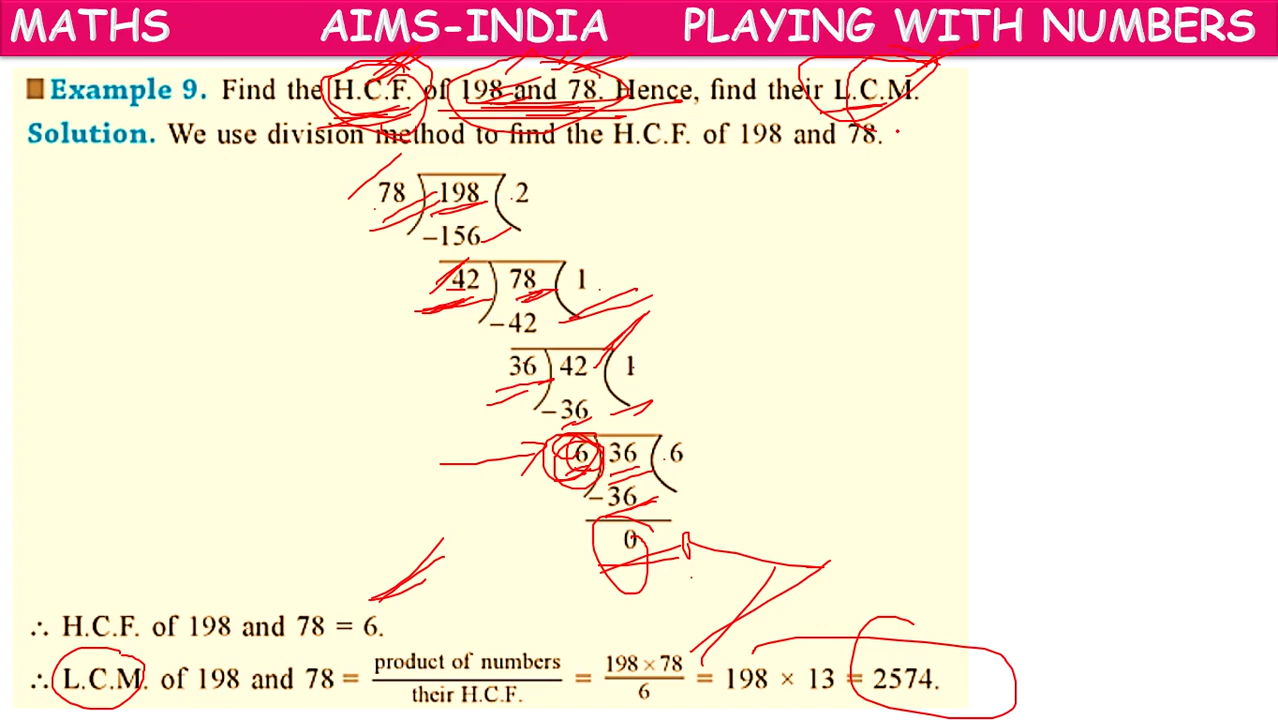 MATHS AIMS-INDIA PLAYING WITH NUMBERS
Example 9. Find the H.C.F. of 198 and 78. Hence, find their L.C.M.
Solution. We use division method to find the H.C.F. of 198 and 78.
78 ) 198 ( 2
–156
42 ) 78 ( 1
–42
36 ) 42 ( 1
–36
6 ) 36 ( 6
–36
0
∴ H.C.F. of 198 and 78 = 6.
∴ L.C.M. of 198 and 78 = product of numbers / their H.C.F. = 198 × 78 / 6 = 198 × 13 = 2574.